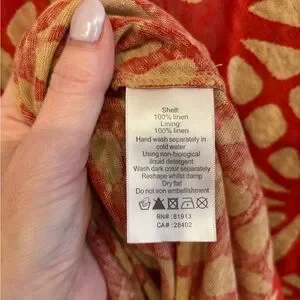 Shell:
100% linen
Lining:
100% linen
Hand wash separately in
cold water
Using non-biological
liquid detergent
Wash dark color separately
Reshape whilst damp
Dry flat
Do not iron embellishment
RN# :81913
CA# :28402